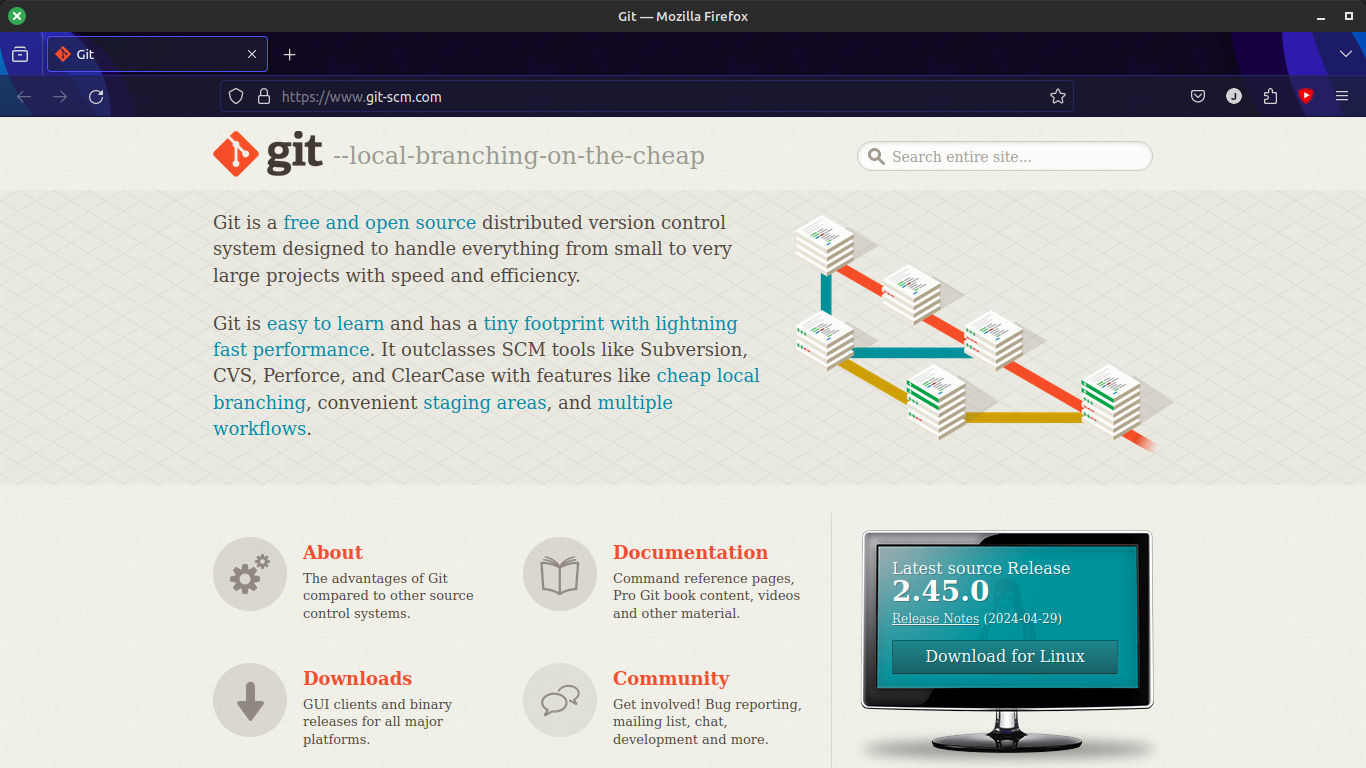 Git — Mozilla Firefox
Git
https://www.git-scm.com
J
git --local-branching-on-the-cheap
Search entire site...
Git is a free and open source distributed version control
system designed to handle everything from small to very
large projects with speed and efficiency.
Git is easy to learn and has a tiny footprint with lightning
fast performance. It outclasses SCM tools like Subversion,
CVS, Perforce, and ClearCase with features like cheap local
branching, convenient staging areas, and multiple
workflows.
About
The advantages of Git
compared to other source
control systems.
Documentation
Command reference pages,
Pro Git book content, videos
and other material.
Downloads
GUI clients and binary
releases for all major
platforms.
Community
Get involved! Bug reporting,
mailing list, chat,
development and more.
Latest source Release
2.45.0
Release Notes (2024-04-29)
Download for Linux